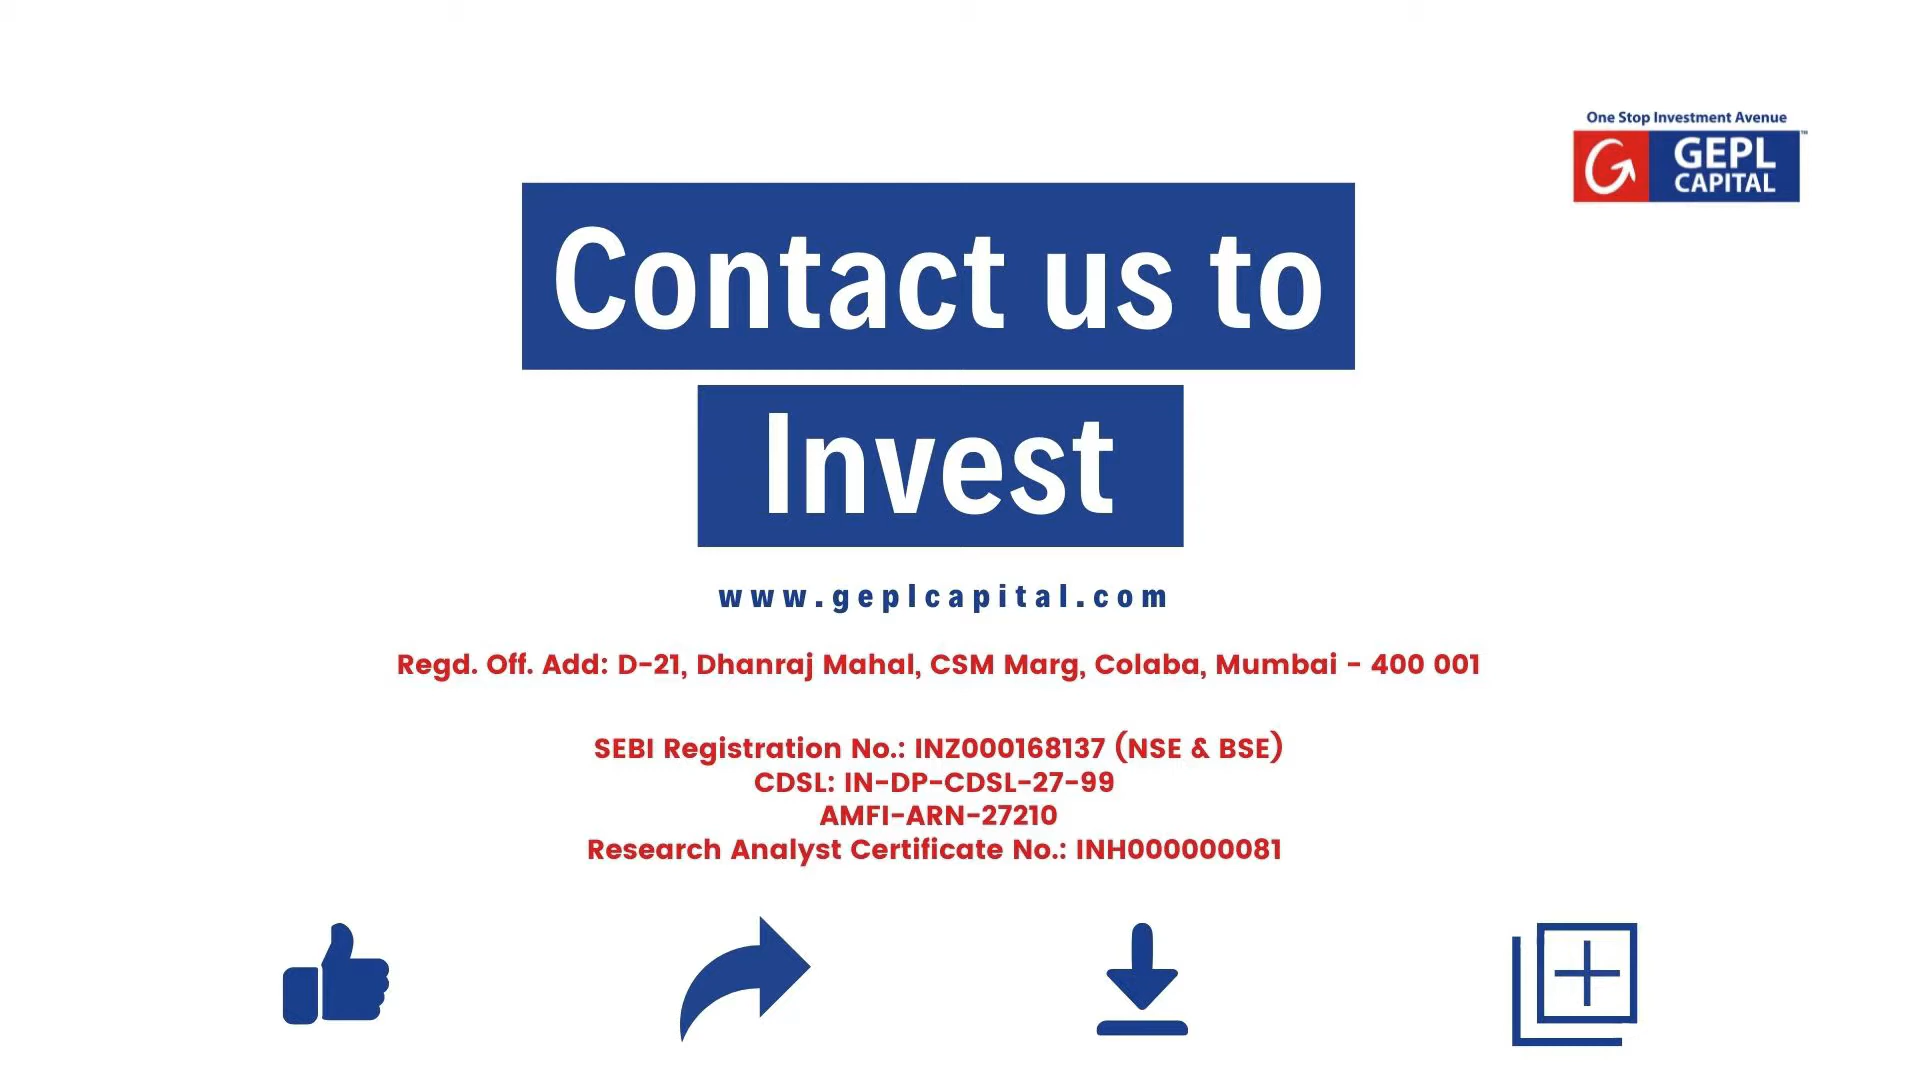 One Stop Investment Avenue
GEPL
CAPITAL
TM
Contact us to
Invest
www.geplcapital.com
Regd. Off. Add: D-21, Dhanraj Mahal, CSM Marg, Colaba, Mumbai - 400 001
SEBI Registration No.: INZ000168137 (NSE & BSE)
CDSL: IN-DP-CDSL-27-99
AMFI-ARN-27210
Research Analyst Certificate No.: INH000000081